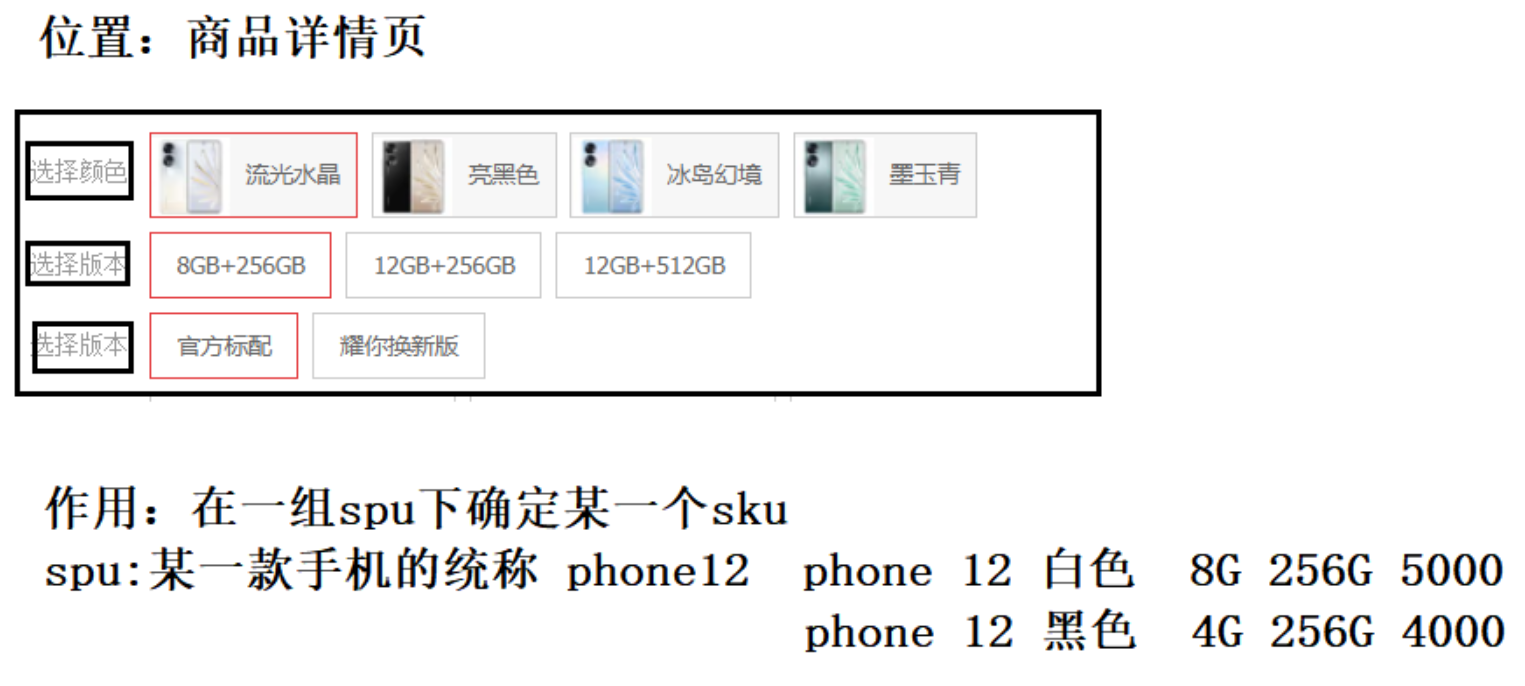 位置：商品详情页
选择颜色 流光水晶 亮黑色 冰岛幻境 墨玉青
选择版本 8GB+256GB 12GB+256GB 12GB+512GB
选择版本 官方标配 耀你换新版
作用：在一组spu下确定某一个sku
spu:某一款手机的统称 phone12 phone 12 白色 8G 256G 5000
phone 12 黑色 4G 256G 4000